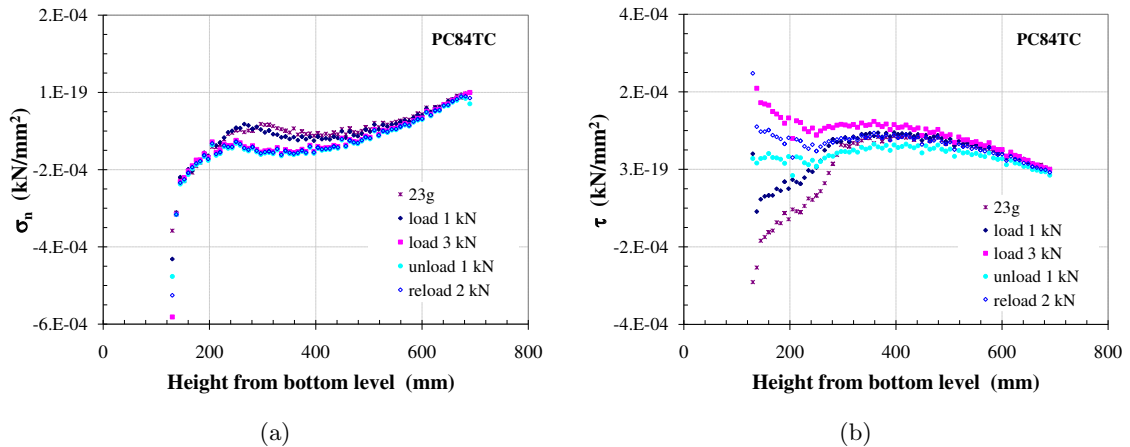 2.E-04
1.E-19
-2.E-04
-4.E-04
-6.E-04
σn (kN/mm²)
PC84TC
23g
load 1 kN
load 3 kN
unload 1 kN
reload 2 kN
0 200 400 600 800
Height from bottom level (mm)
(a)
4.E-04
2.E-04
3.E-19
-2.E-04
-4.E-04
τ (kN/mm²)
PC84TC
23g
load 1 kN
load 3 kN
unload 1 kN
reload 2 kN
0 200 400 600 800
Height from bottom level (mm)
(b)